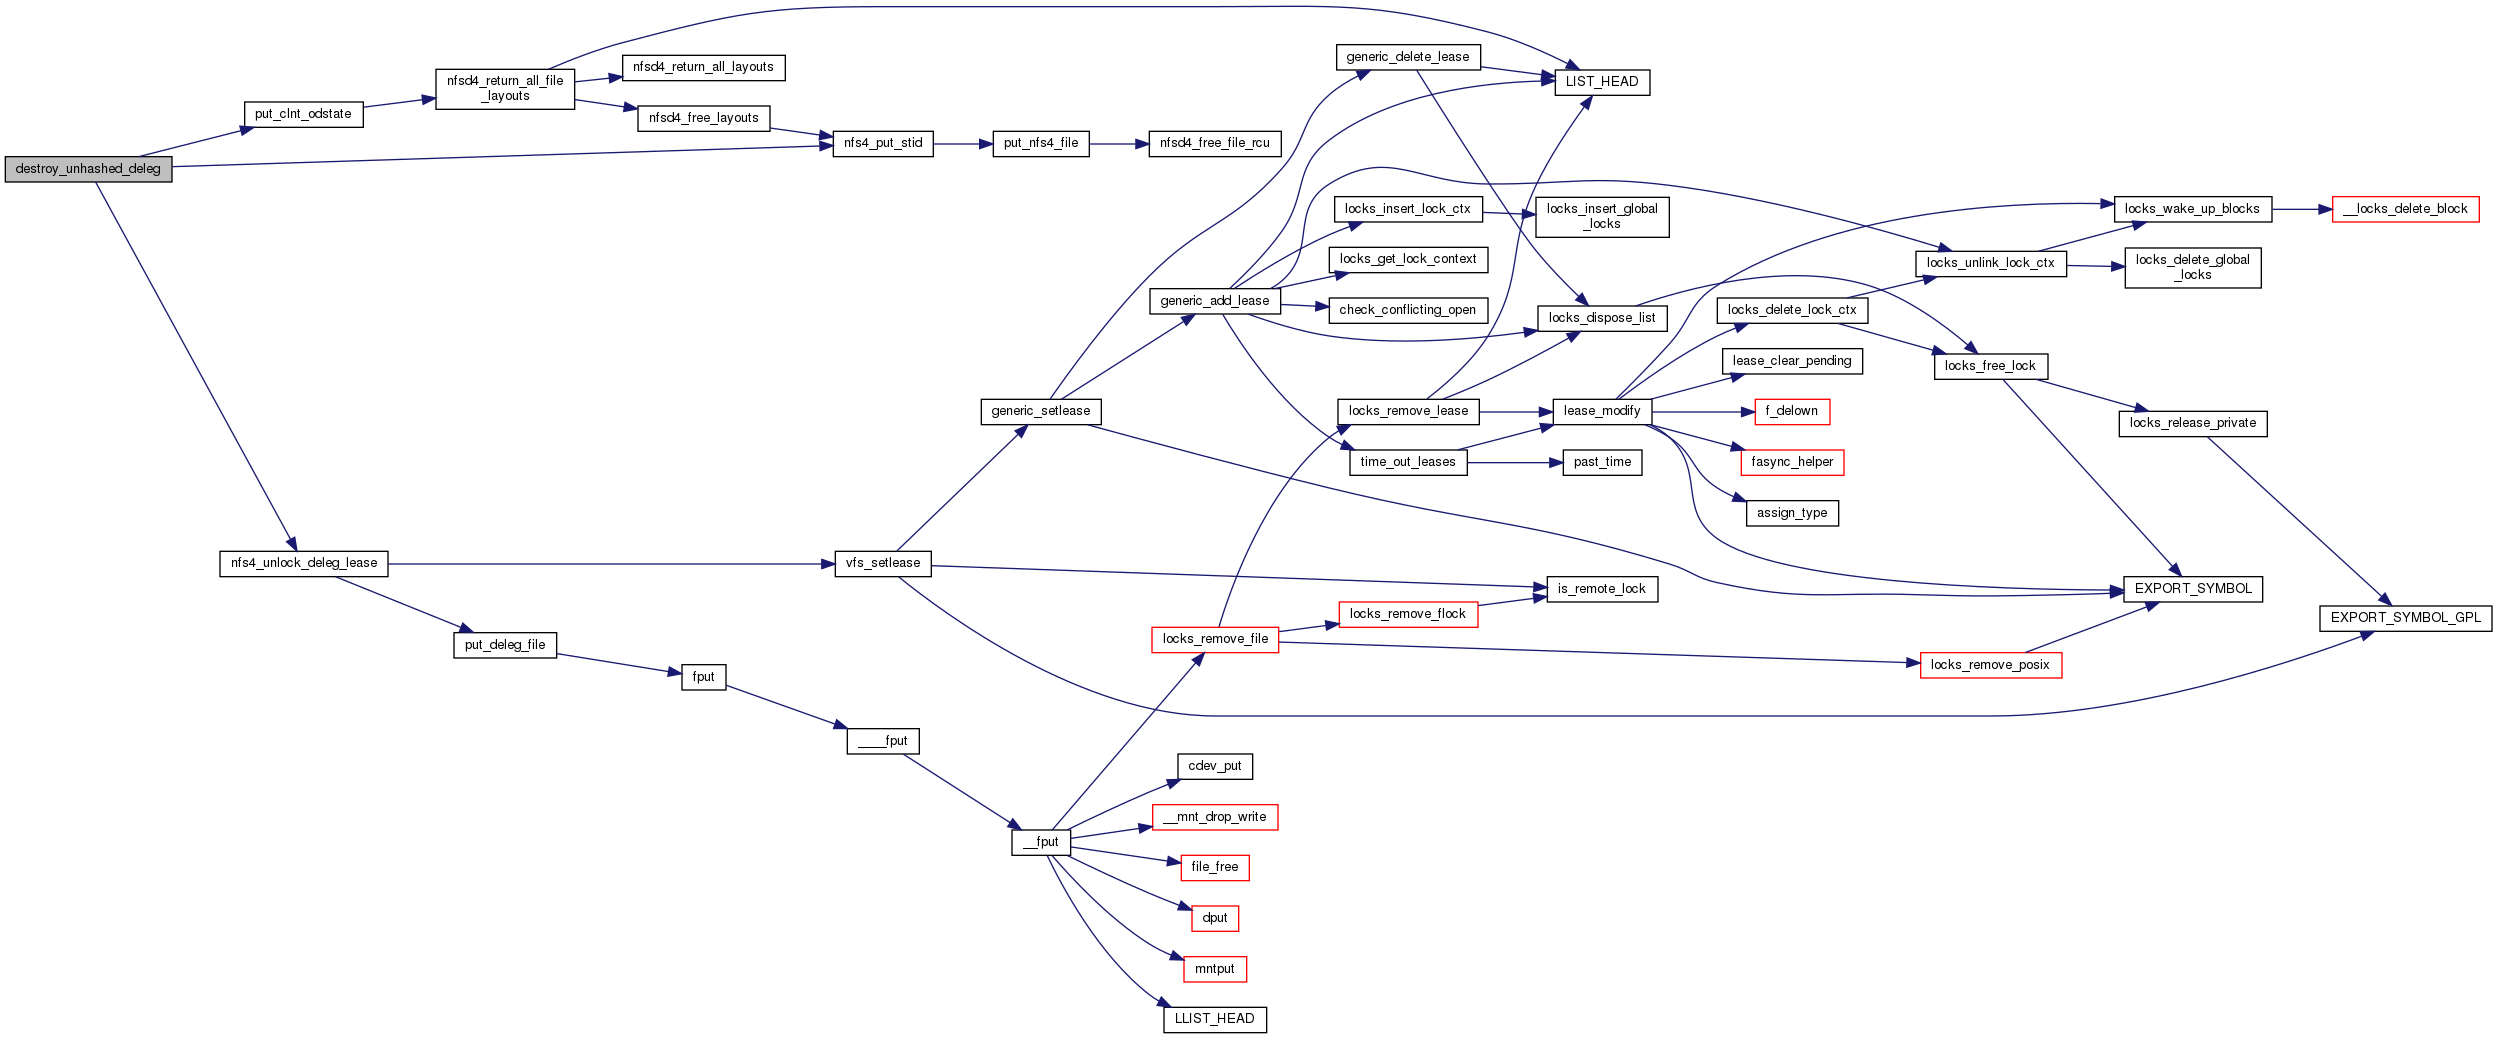 destroy_unhashed_deleg
put_clnt_odstate
nfsd4_return_all_file
_layouts
nfsd4_return_all_layouts
nfsd4_free_layouts
nfs4_put_stid
put_nfs4_file
nfsd4_free_file_rcu
generic_delete_lease
LIST_HEAD
locks_insert_lock_ctx
locks_insert_global
_locks
locks_get_lock_context
generic_add_lease
check_conflicting_open
locks_dispose_list
locks_wake_up_blocks
__locks_delete_block
locks_unlink_lock_ctx
locks_delete_global
_locks
locks_delete_lock_ctx
lease_clear_pending
locks_free_lock
generic_setlease
locks_remove_lease
lease_modify
f_delown
locks_release_private
time_out_leases
past_time
fasync_helper
assign_type
nfs4_unlock_deleg_lease
vfs_setlease
is_remote_lock
EXPORT_SYMBOL
locks_remove_flock
EXPORT_SYMBOL_GPL
put_deleg_file
locks_remove_file
locks_remove_posix
fput
____fput
cdev_put
__mnt_drop_write
__fput
file_free
dput
mntput
LLIST_HEAD